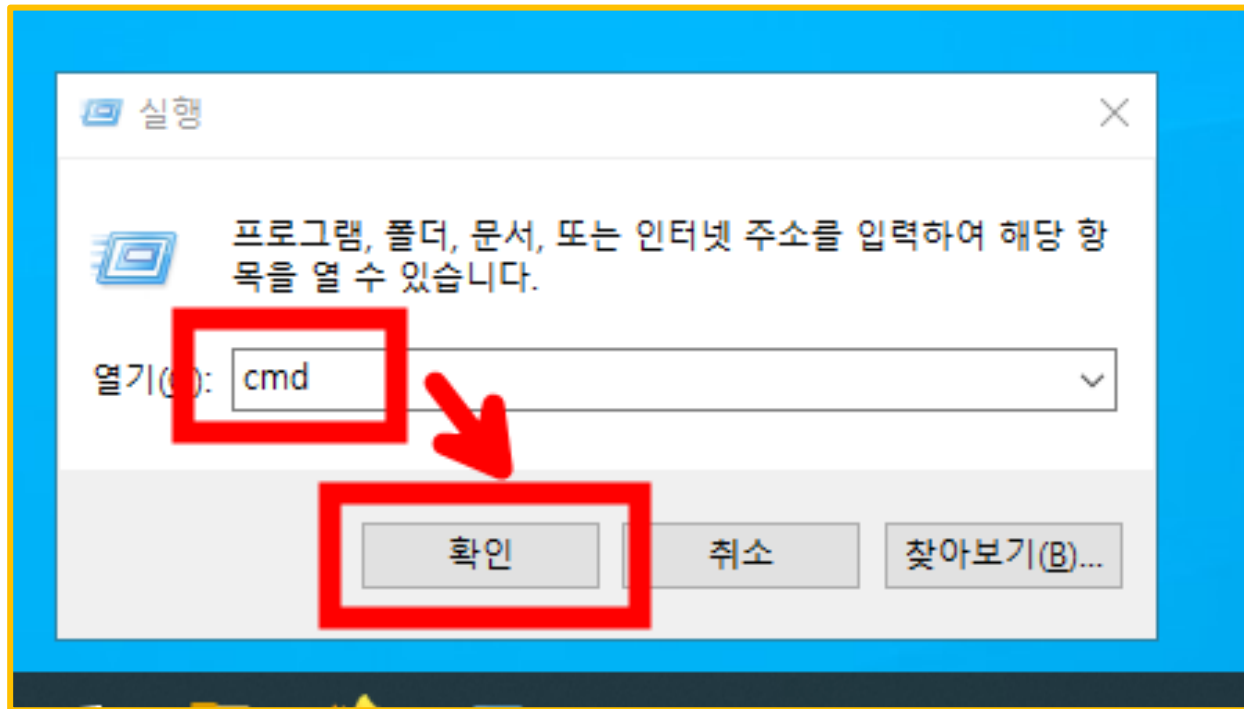 실행
프로그램, 폴더, 문서, 또는 인터넷 주소를 입력하여 해당 항
목을 열 수 있습니다.
열기( ): cmd
확인 취소 찾아보기(B)...